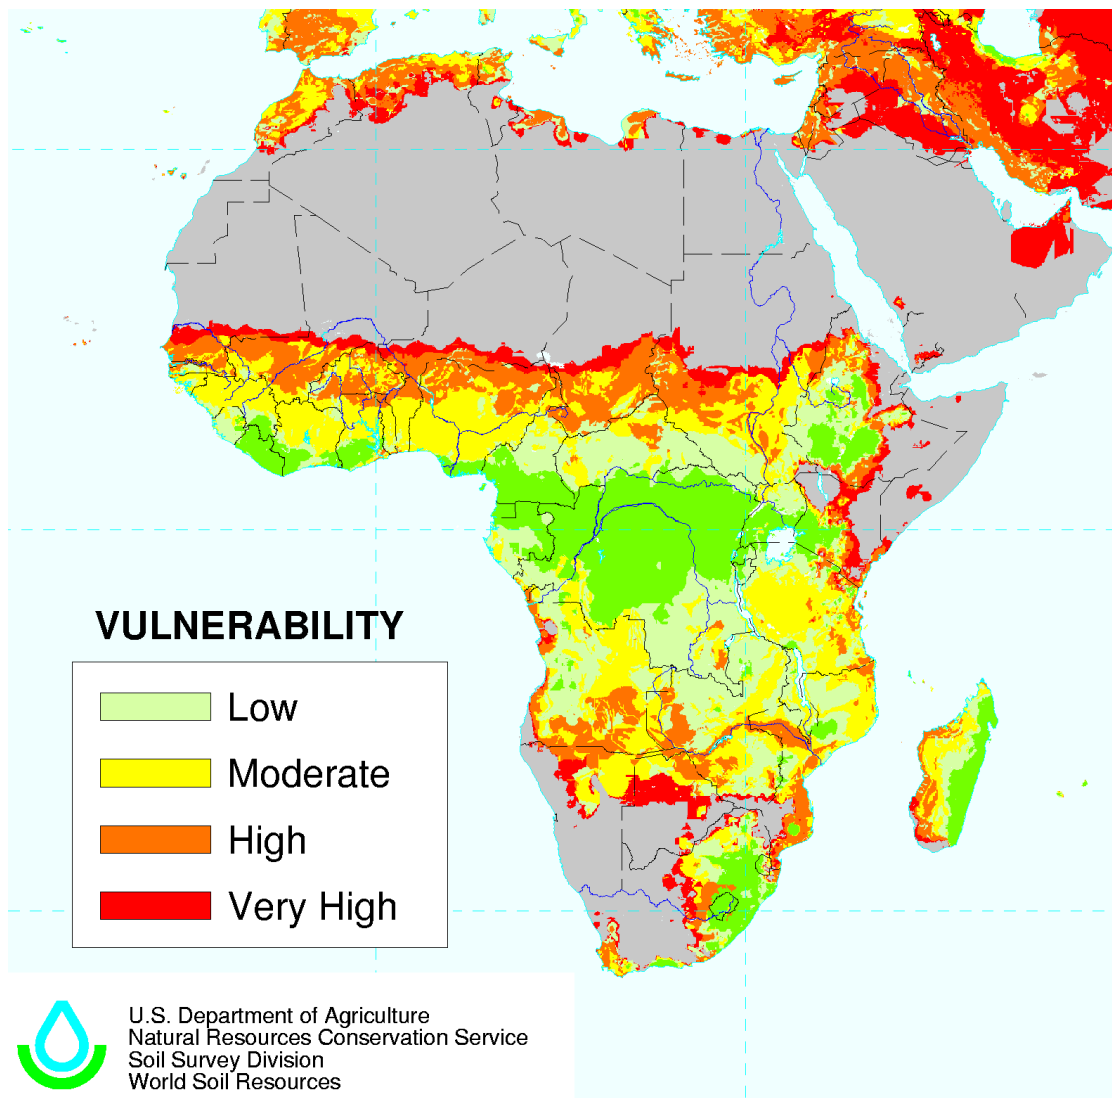 VULNERABILITY
Low
Moderate
High
Very High
U.S. Department of Agriculture
Natural Resources Conservation Service
Soil Survey Division
World Soil Resources